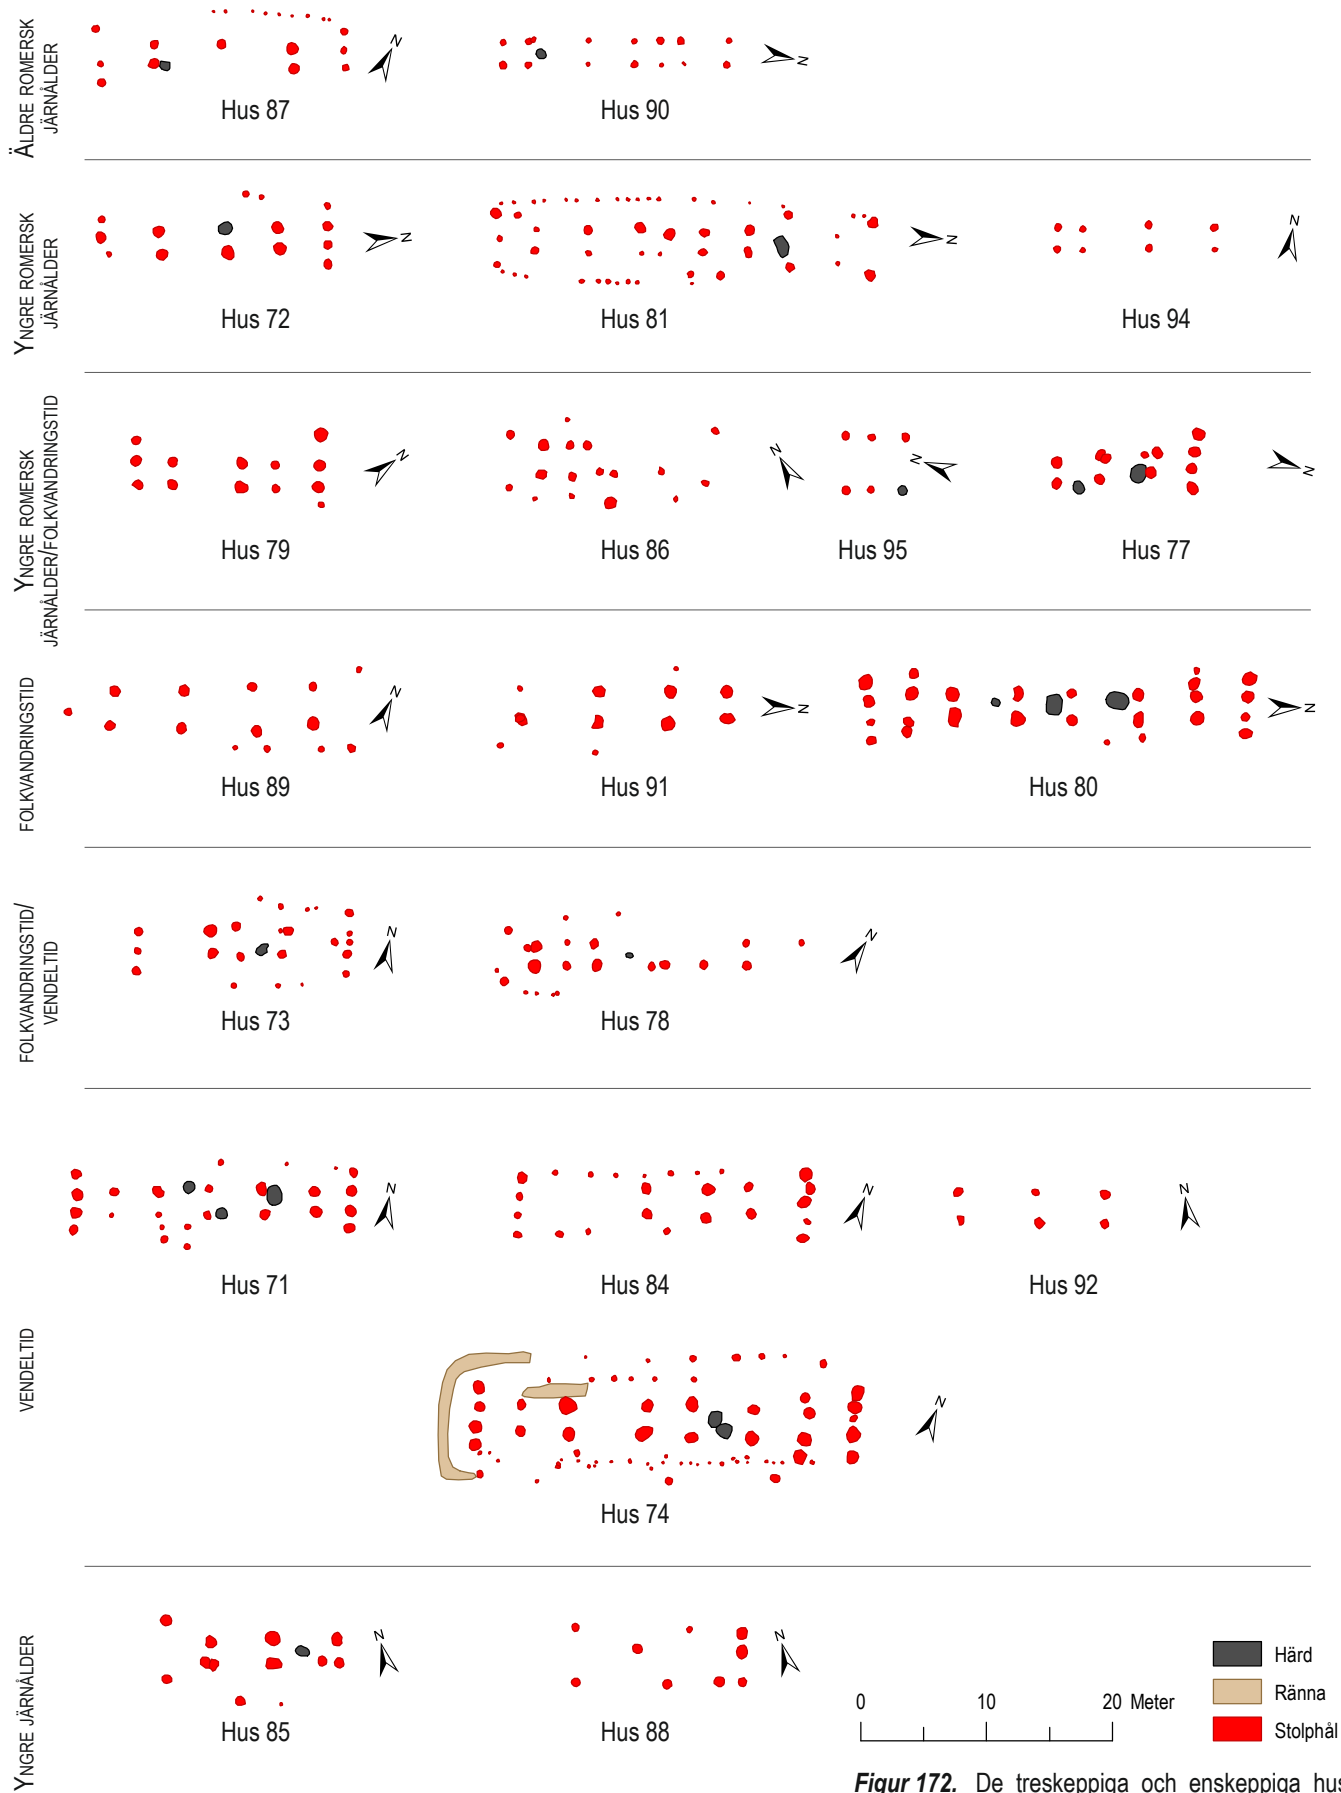 ÄLDRE ROMERSK
JÄRNÅLDER
N
Hus 87
N
Hus 90
YNGRE ROMERSK
JÄRNÅLDER
N
Hus 72
N
Hus 81
N
Hus 94
YNGRE ROMERSK
JÄRNÅLDER/FOLKVANDRINGSTID
N
Hus 79
N
Hus 86
N
Hus 95
N
Hus 77
FOLKVANDRINGSTID
N
Hus 89
N
Hus 91
N
Hus 80
FOLKVANDRINGSTID/
VENDELTID
N
Hus 73
N
Hus 78
VENDELTID
N
Hus 71
N
Hus 84
N
Hus 92
N
Hus 74
YNGRE JÄRNÅLDER
N
Hus 85
N
Hus 88
0 10 20 Meter
Härd
Ränna
Stolphål
Figur 172. De treskeppiga och enskeppiga hus